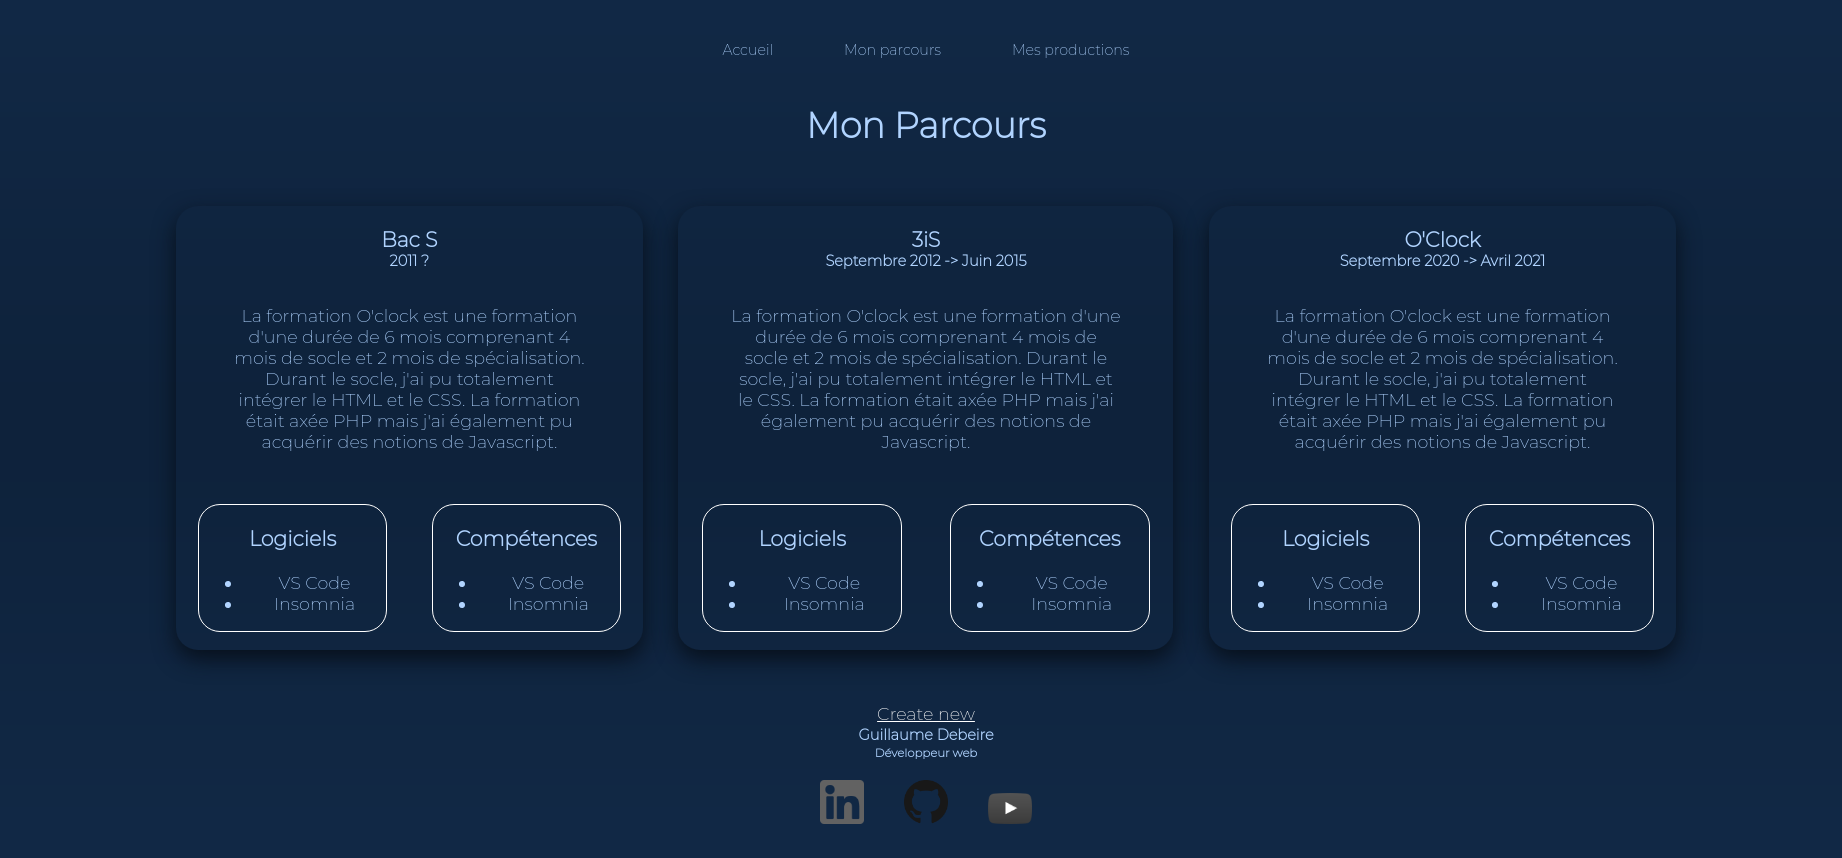 Accueil
Mon parcours
Mes productions
Mon Parcours
Bac S
2011 ?
La formation O'clock est une formation
d'une durée de 6 mois comprenant 4
mois de socle et 2 mois de spécialisation.
Durant le socle, j'ai pu totalement
intégrer le HTML et le CSS. La formation
était axée PHP mais j'ai également pu
acquérir des notions de Javascript.
Logiciels
VS Code
Insomnia
Compétences
VS Code
Insomnia
3iS
Septembre 2012 -> Juin 2015
La formation O'clock est une formation d'une
durée de 6 mois comprenant 4 mois de
socle et 2 mois de spécialisation. Durant le
socle, j'ai pu totalement intégrer le HTML et
le CSS. La formation était axée PHP mais j'ai
également pu acquérir des notions de
Javascript.
Logiciels
VS Code
Insomnia
Compétences
VS Code
Insomnia
O'Clock
Septembre 2020 -> Avril 2021
La formation O'clock est une formation
d'une durée de 6 mois comprenant 4
mois de socle et 2 mois de spécialisation.
Durant le socle, j'ai pu totalement
intégrer le HTML et le CSS. La formation
était axée PHP mais j'ai également pu
acquérir des notions de Javascript.
Logiciels
VS Code
Insomnia
Compétences
VS Code
Insomnia
Create new
Guillaume Debeire
Développeur web
in